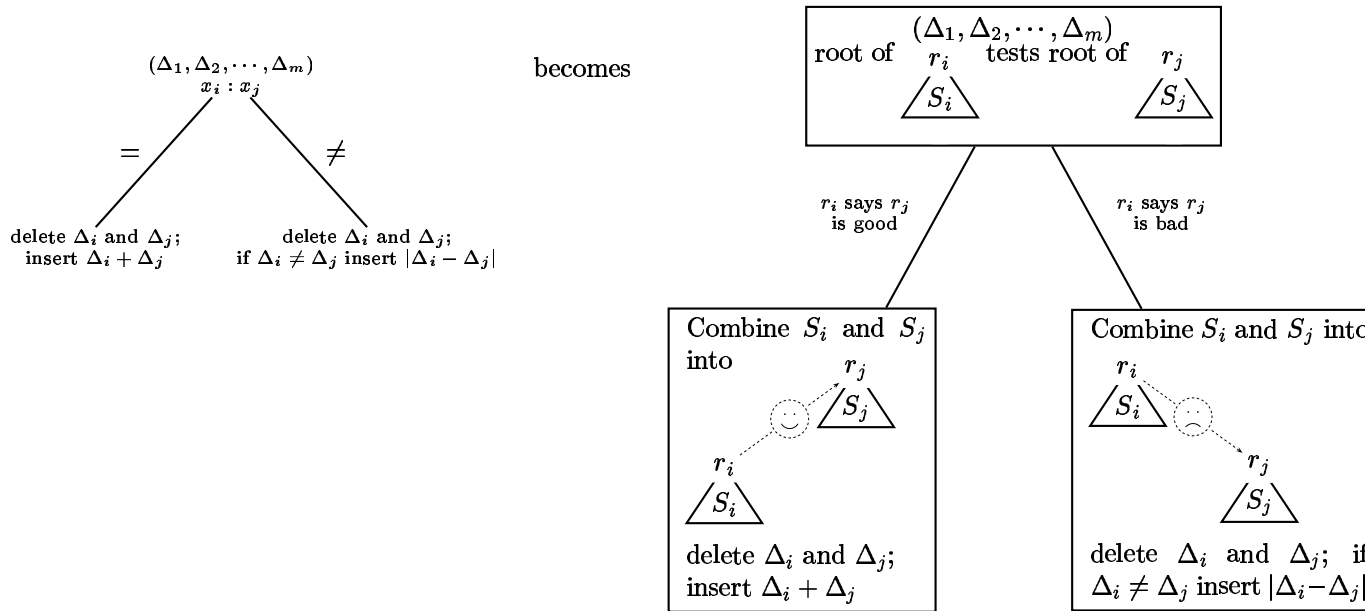 (Δ₁, Δ₂, ⋯, Δₘ)
xᵢ : xⱼ
=
≠
delete Δᵢ and Δⱼ;
insert Δᵢ + Δⱼ
delete Δᵢ and Δⱼ;
if Δᵢ ≠ Δⱼ insert |Δᵢ − Δⱼ|
becomes
(Δ₁, Δ₂, ⋯, Δₘ)
root of rᵢ tests root of rⱼ
Sᵢ Sⱼ
rᵢ says rⱼ
is good
rᵢ says rⱼ
is bad
Combine Sᵢ and Sⱼ
into
rⱼ
Sⱼ
rᵢ
Sᵢ
delete Δᵢ and Δⱼ;
insert Δᵢ + Δⱼ
Combine Sᵢ and Sⱼ into
rᵢ
Sᵢ
rⱼ
Sⱼ
delete Δᵢ and Δⱼ; if
Δᵢ ≠ Δⱼ insert |Δᵢ − Δⱼ|